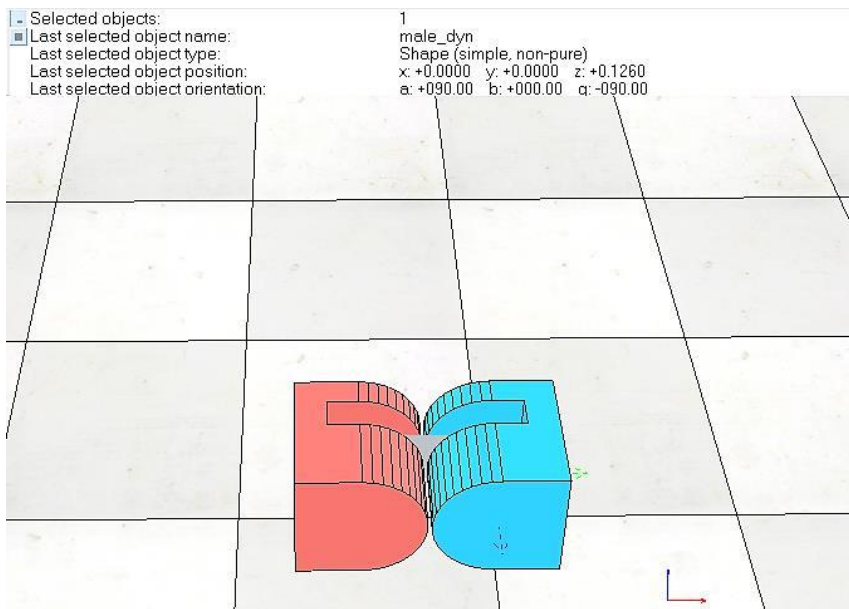 Selected objects: 1
Last selected object name: male_dyn
Last selected object type: Shape (simple, non-pure)
Last selected object position: x: +0.0000 y: +0.0000 z: +0.1260
Last selected object orientation: a: +090.00 b: +000.00 g: -090.00